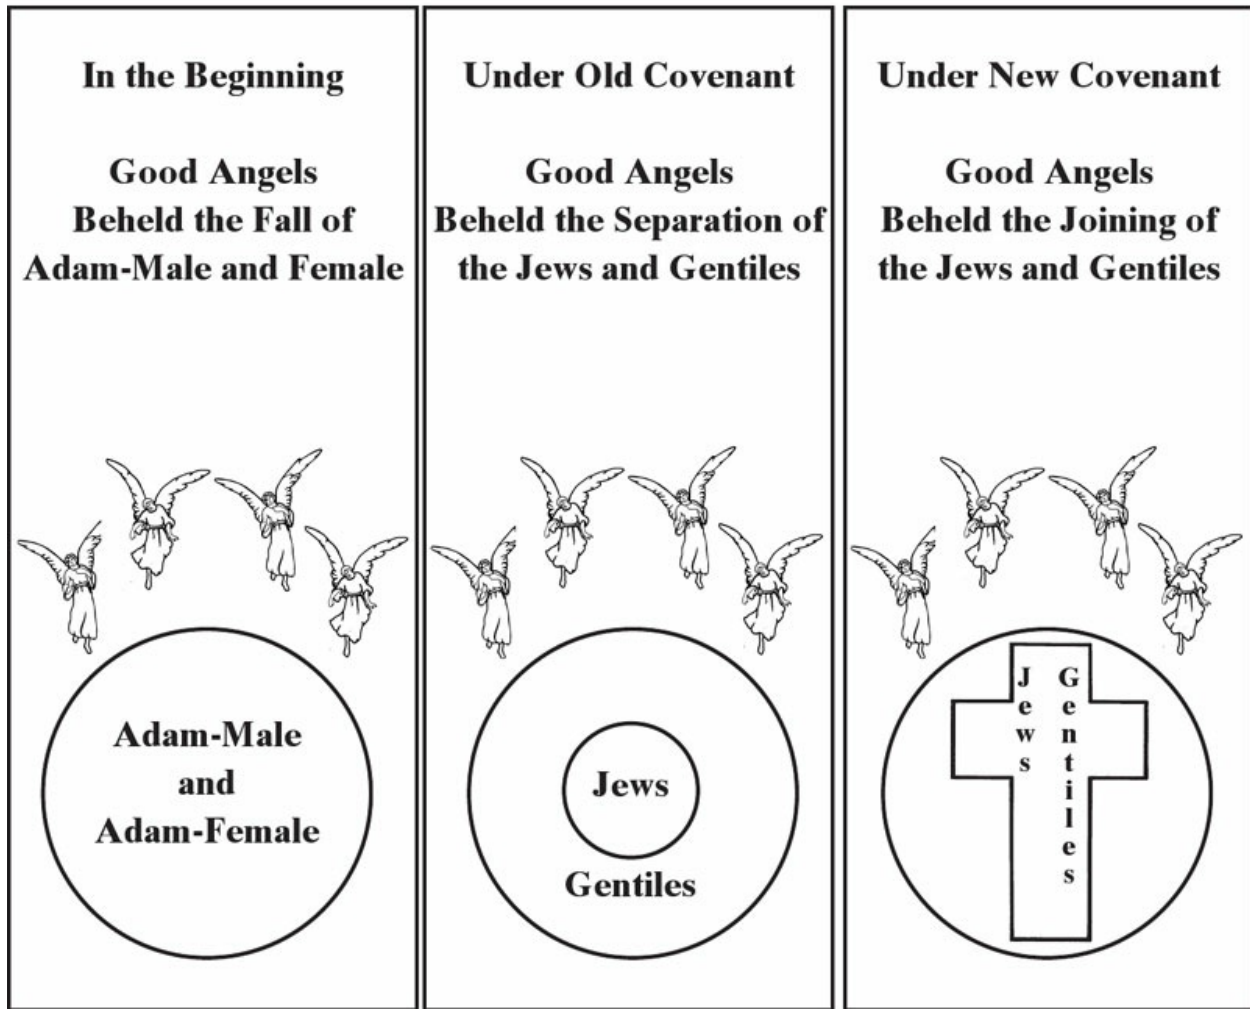 In the Beginning
Good Angels
Beheld the Fall of
Adam-Male and Female
Adam-Male
and
Adam-Female
Under Old Covenant
Good Angels
Beheld the Separation of
the Jews and Gentiles
Jews
Gentiles
Under New Covenant
Good Angels
Beheld the Joining of
the Jews and Gentiles
Jews
Gentiles